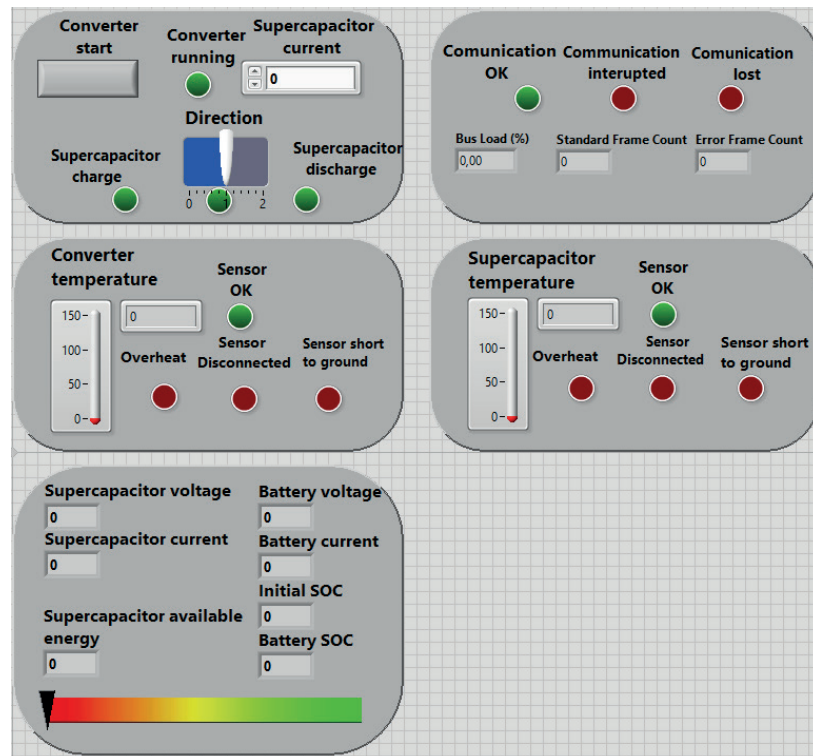 Converter
start
Converter
running
Supercapacitor
current
0
Direction
Supercapacitor
charge
Supercapacitor
discharge
0 1 2
Comunication
OK
Communication
interupted
Comunication
lost
Bus Load (%)
0,00
Standard Frame Count
0
Error Frame Count
0
Converter
temperature
150-
100-
50-
0-
0
Sensor
OK
Overheat
Sensor
Disconnected
Sensor short
to ground
Supercapacitor
temperature
150-
100-
50-
0-
0
Sensor
OK
Overheat
Sensor
Disconnected
Sensor short
to ground
Supercapacitor voltage
0
Supercapacitor current
0
Supercapacitor available
energy
0
Battery voltage
0
Battery current
0
Initial SOC
0
Battery SOC
0